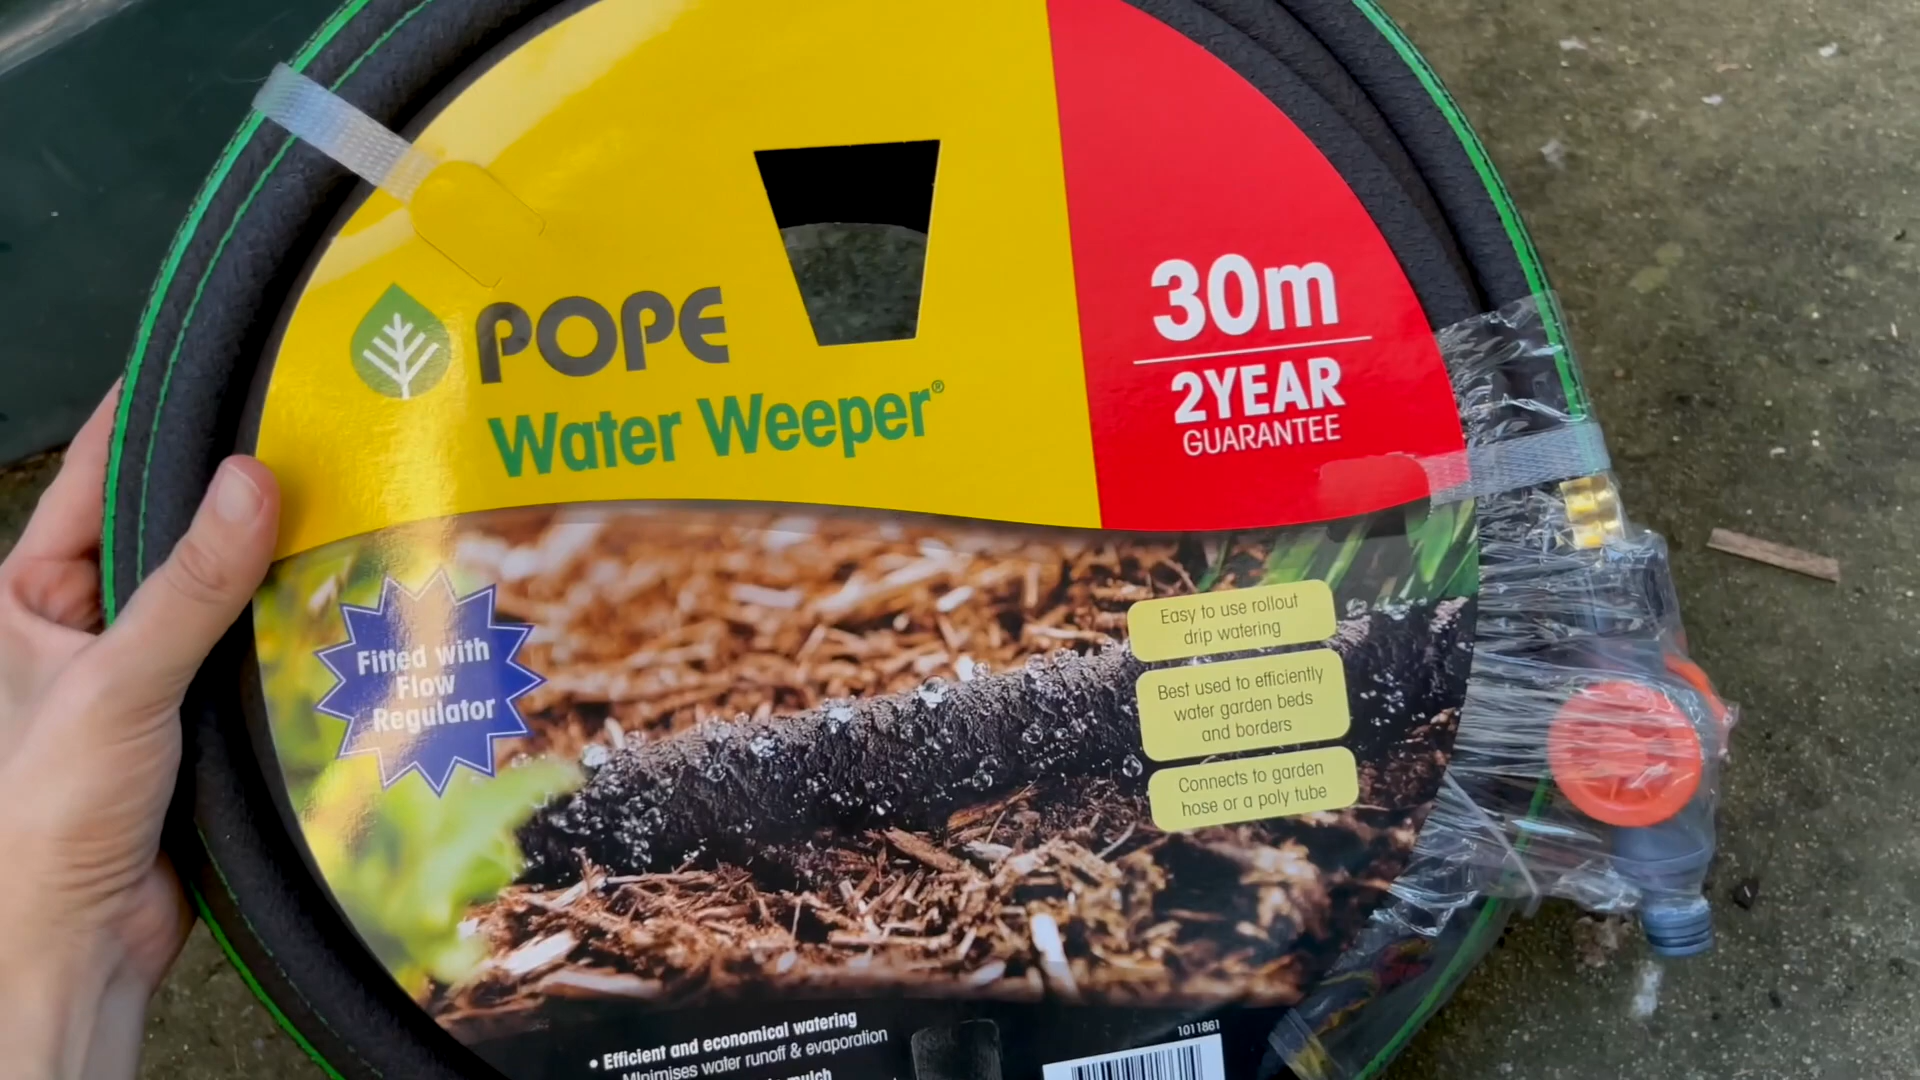 POPE
Water Weeper®
30m
2YEAR
GUARANTEE
Fitted with
Flow
Regulator
Easy to use rollout
drip watering
Best used to efficiently
water garden beds
and borders
Connects to garden
hose or a poly tube
• Efficient and economical watering
Minimises water runoff & evaporation
mulch
1011861